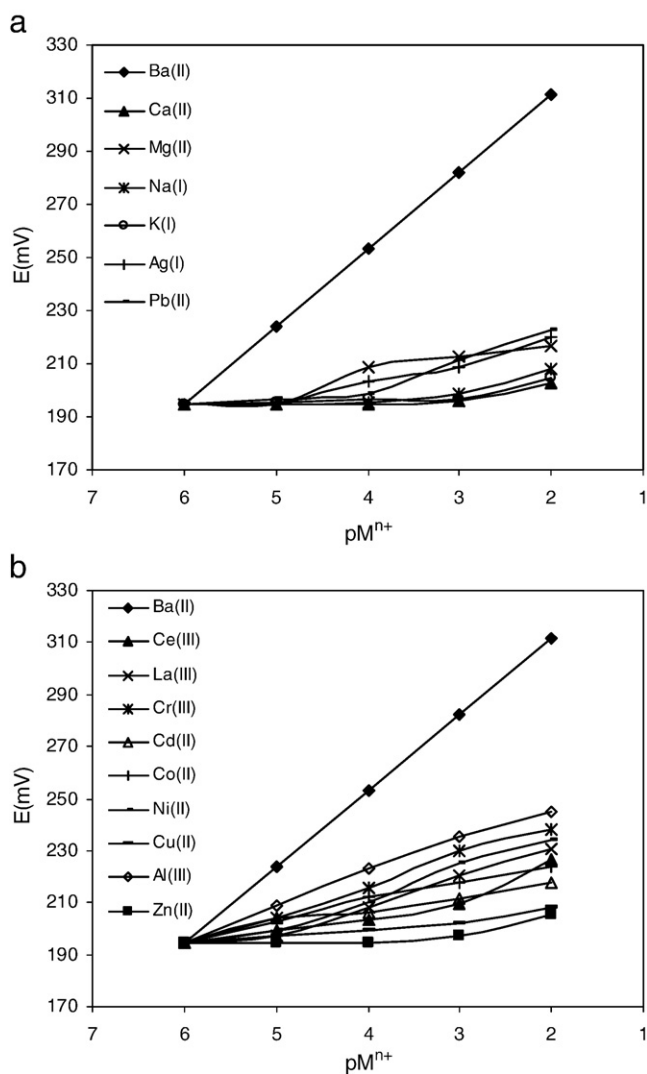 a
330
310
290
270
250
230
210
190
170
E(mV)
Ba(II)
Ca(II)
Mg(II)
Na(I)
K(I)
Ag(I)
Pb(II)
7 6 5 4 3 2 1
pMⁿ⁺
b
330
310
290
270
250
230
210
190
170
E(mV)
Ba(II)
Ce(III)
La(III)
Cr(III)
Cd(II)
Co(II)
Ni(II)
Cu(II)
Al(III)
Zn(II)
7 6 5 4 3 2 1
pMⁿ⁺